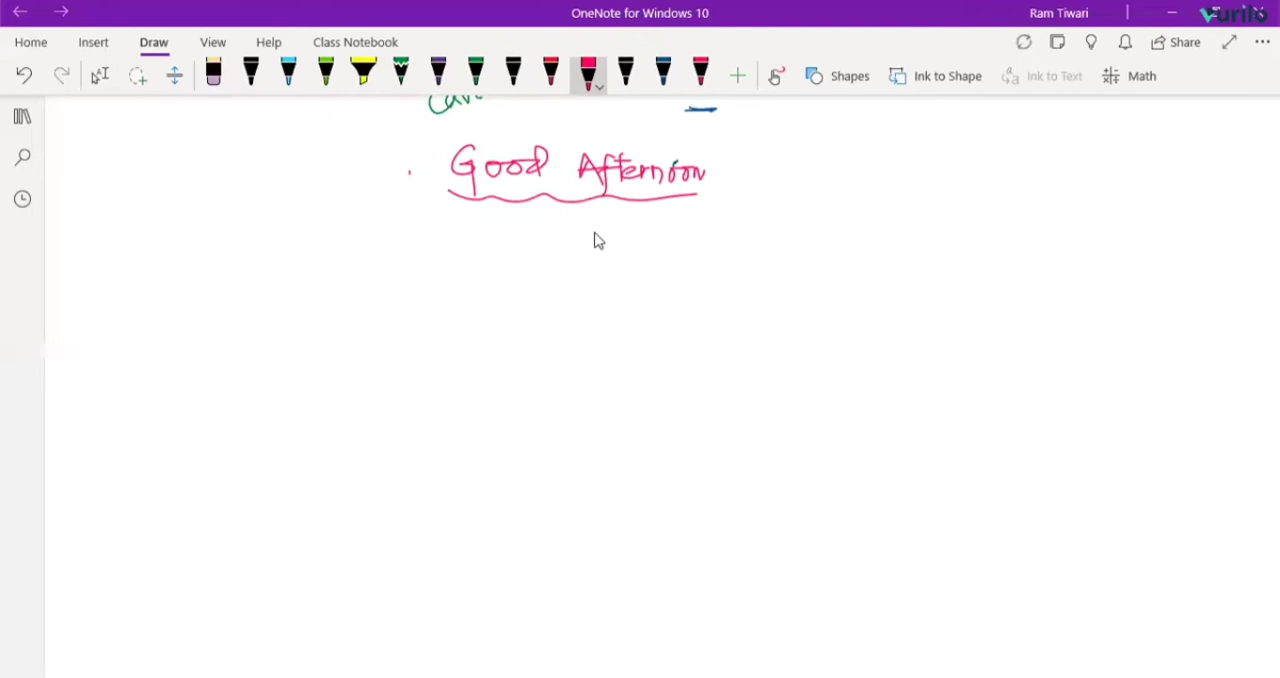 OneNote for Windows 10
Ram Tiwari
vurilo
Home Insert Draw View Help Class Notebook
Share
Shapes Ink to Shape Ink to Text Math
Good Afternoon